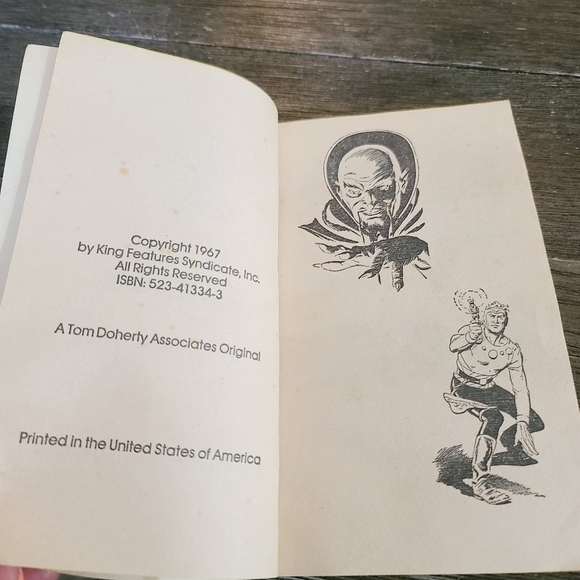 Copyright 1967
by King Features Syndicate, Inc.
All Rights Reserved
ISBN: 523-41334-3
A Tom Doherty Associates Original
Printed in the United States of America